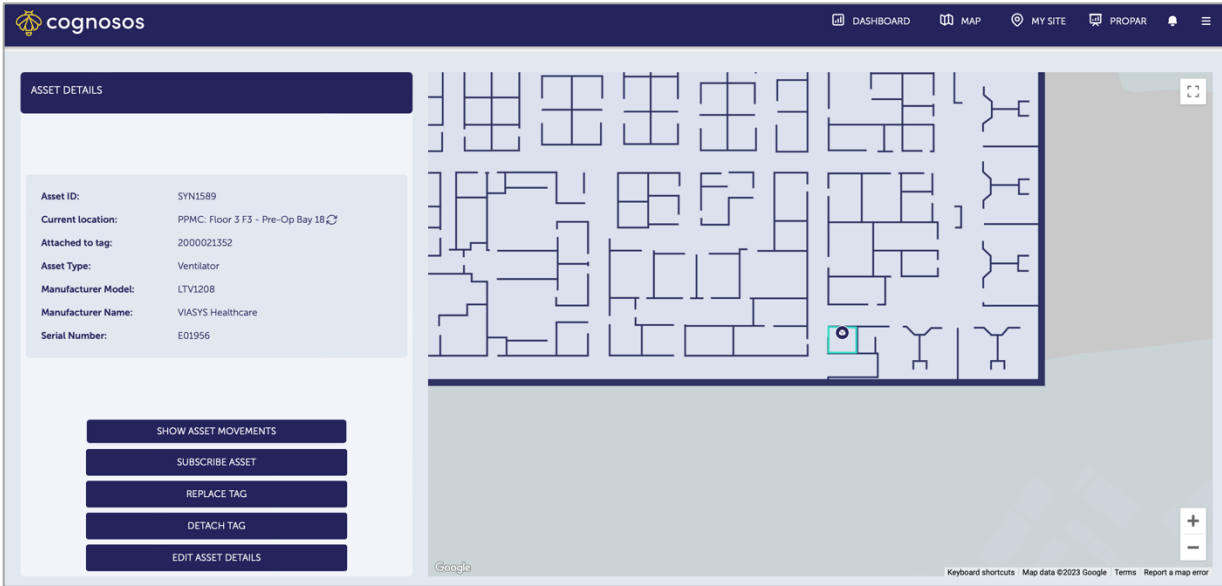 cognosos
DASHBOARD
MAP
MY SITE
PROPAR
ASSET DETAILS
Asset ID: SYN1589
Current location: PPMC: Floor 3 F3 - Pre-Op Bay 18
Attached to tag: 2000021352
Asset Type: Ventilator
Manufacturer Model: LTV1208
Manufacturer Name: VIASYS Healthcare
Serial Number: E01956
SHOW ASSET MOVEMENTS
SUBSCRIBE ASSET
REPLACE TAG
DETACH TAG
EDIT ASSET DETAILS
Google
Keyboard shortcuts Map data ©2023 Google Terms Report a map error